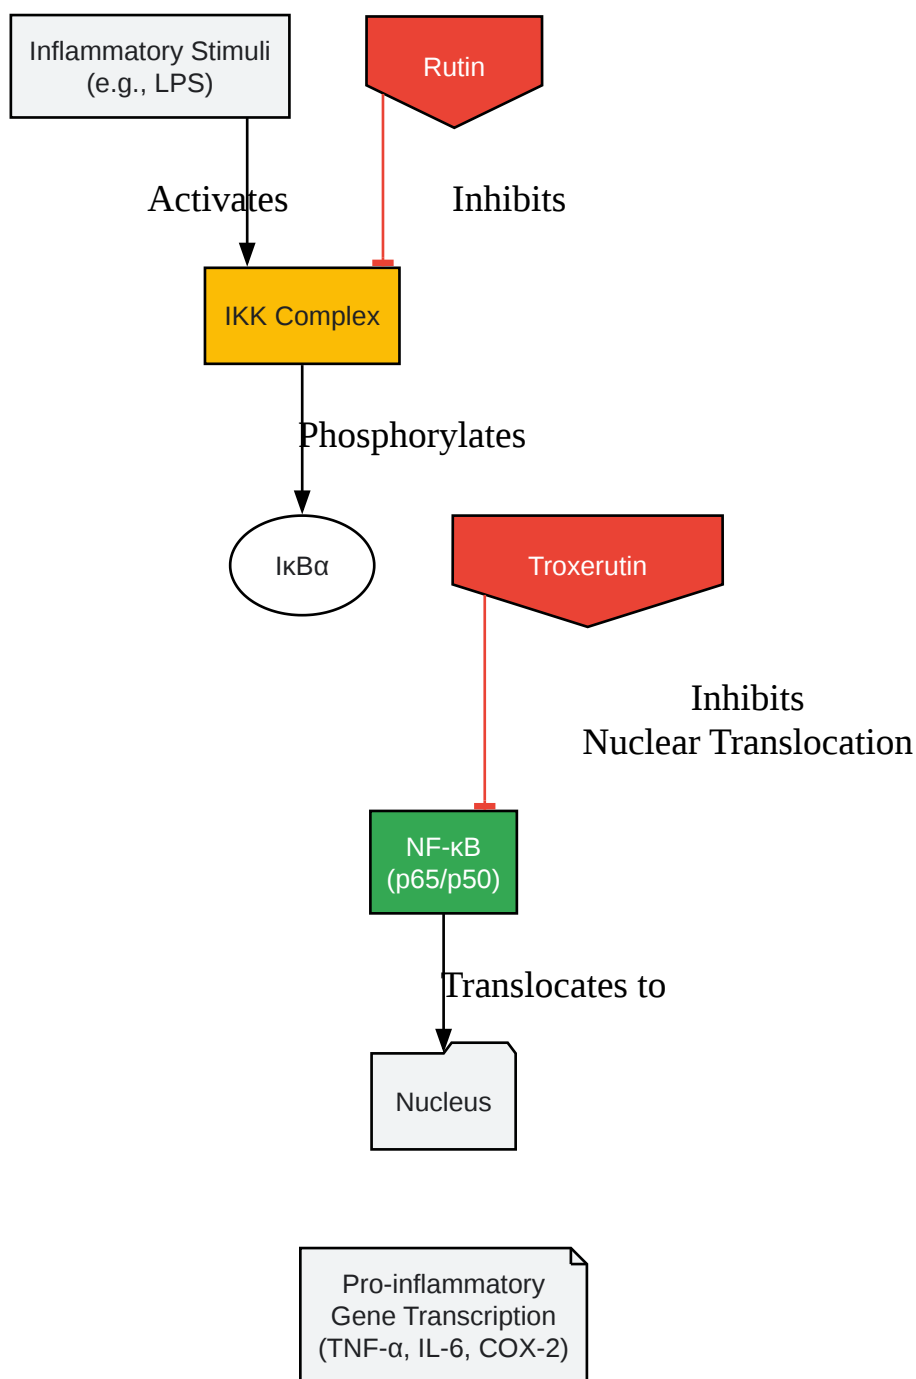 Inflammatory Stimuli
(e.g., LPS)
Rutin
Activates
Inhibits
IKK Complex
Phosphorylates
IκBα
Troxerutin
Inhibits
Nuclear Translocation
NF-κB
(p65/p50)
Translocates to
Nucleus
Pro-inflammatory
Gene Transcription
(TNF-α, IL-6, COX-2)